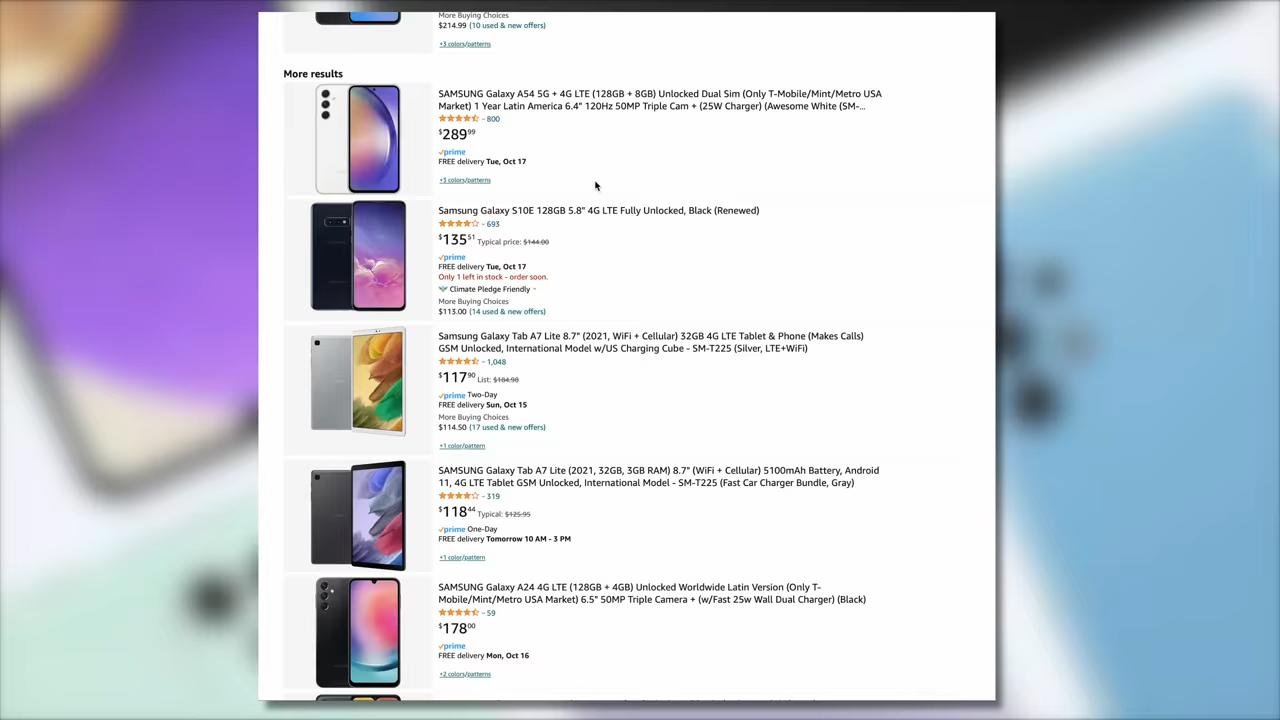 More Buying Choices
$214.99 (10 used & new offers)
+3 colors/patterns
More results
SAMSUNG Galaxy A54 5G + 4G LTE (128GB + 8GB) Unlocked Dual Sim (Only T-Mobile/Mint/Metro USA
Market) 1 Year Latin America 6.4" 120Hz 50MP Triple Cam + (25W Charger) (Awesome White (SM-...
800
$289.99
prime
FREE delivery Tue, Oct 17
+3 colors/patterns
Samsung Galaxy S10E 128GB 5.8" 4G LTE Fully Unlocked, Black (Renewed)
693
$135.51 Typical price: $144.00
prime
FREE delivery Tue, Oct 17
Only 1 left in stock - order soon.
Climate Pledge Friendly
More Buying Choices
$113.00 (14 used & new offers)
Samsung Galaxy Tab A7 Lite 8.7" (2021, WiFi + Cellular) 32GB 4G LTE Tablet & Phone (Makes Calls)
GSM Unlocked, International Model w/US Charging Cube - SM-T225 (Silver, LTE+WiFi)
1,048
$117.90 List: $184.98
prime Two-Day
FREE delivery Sun, Oct 15
More Buying Choices
$114.50 (17 used & new offers)
+1 color/pattern
SAMSUNG Galaxy Tab A7 Lite (2021, 32GB, 3GB RAM) 8.7" (WiFi + Cellular) 5100mAh Battery, Android
11, 4G LTE Tablet GSM Unlocked, International Model - SM-T225 (Fast Car Charger Bundle, Gray)
319
$118.44 Typical: $125.95
prime One-Day
FREE delivery Tomorrow 10 AM - 3 PM
+1 color/pattern
SAMSUNG Galaxy A24 4G LTE (128GB + 4GB) Unlocked Worldwide Latin Version (Only T-
Mobile/Mint/Metro USA Market) 6.5" 50MP Triple Camera + (w/Fast 25w Wall Dual Charger) (Black)
59
$178.00
prime
FREE delivery Mon, Oct 16
+2 colors/patterns